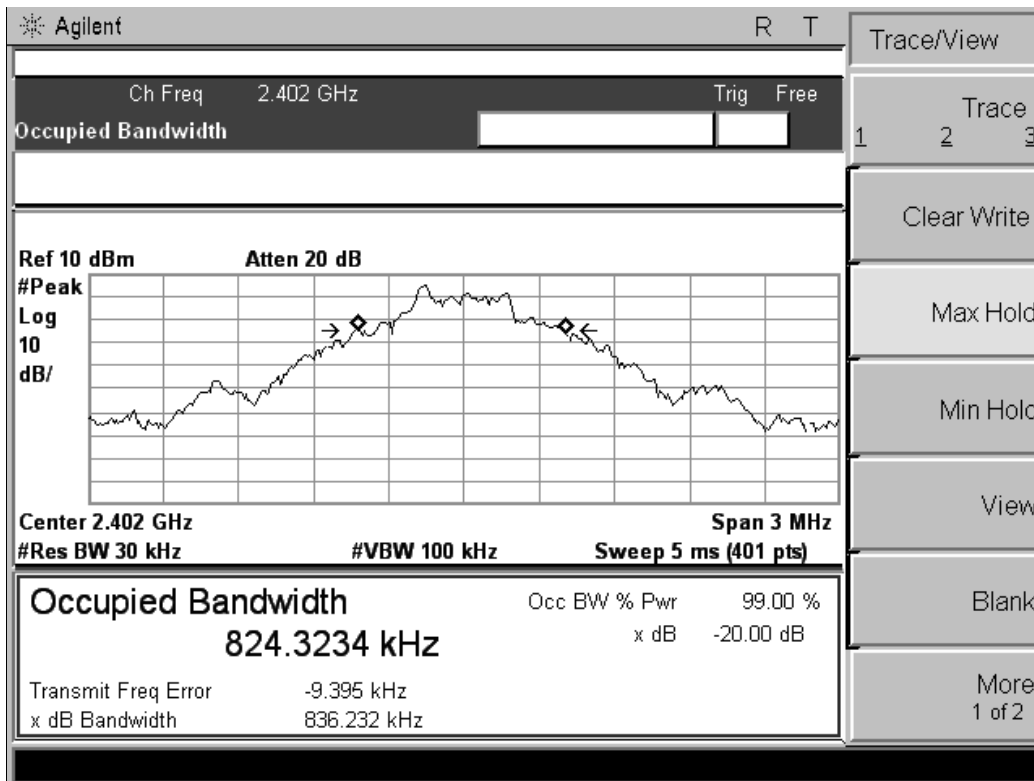 Agilent R T
Ch Freq 2.402 GHz Trig Free
Occupied Bandwidth
Ref 10 dBm Atten 20 dB
#Peak
Log
10
dB/
Center 2.402 GHz Span 3 MHz
#Res BW 30 kHz #VBW 100 kHz Sweep 5 ms (401 pts)
Occupied Bandwidth
824.3234 kHz
Occ BW % Pwr 99.00 %
x dB -20.00 dB
Transmit Freq Error -9.395 kHz
x dB Bandwidth 836.232 kHz
Trace/View
Trace
1 2 3
Clear Write
Max Hold
Min Hold
View
Blank
More
1 of 2